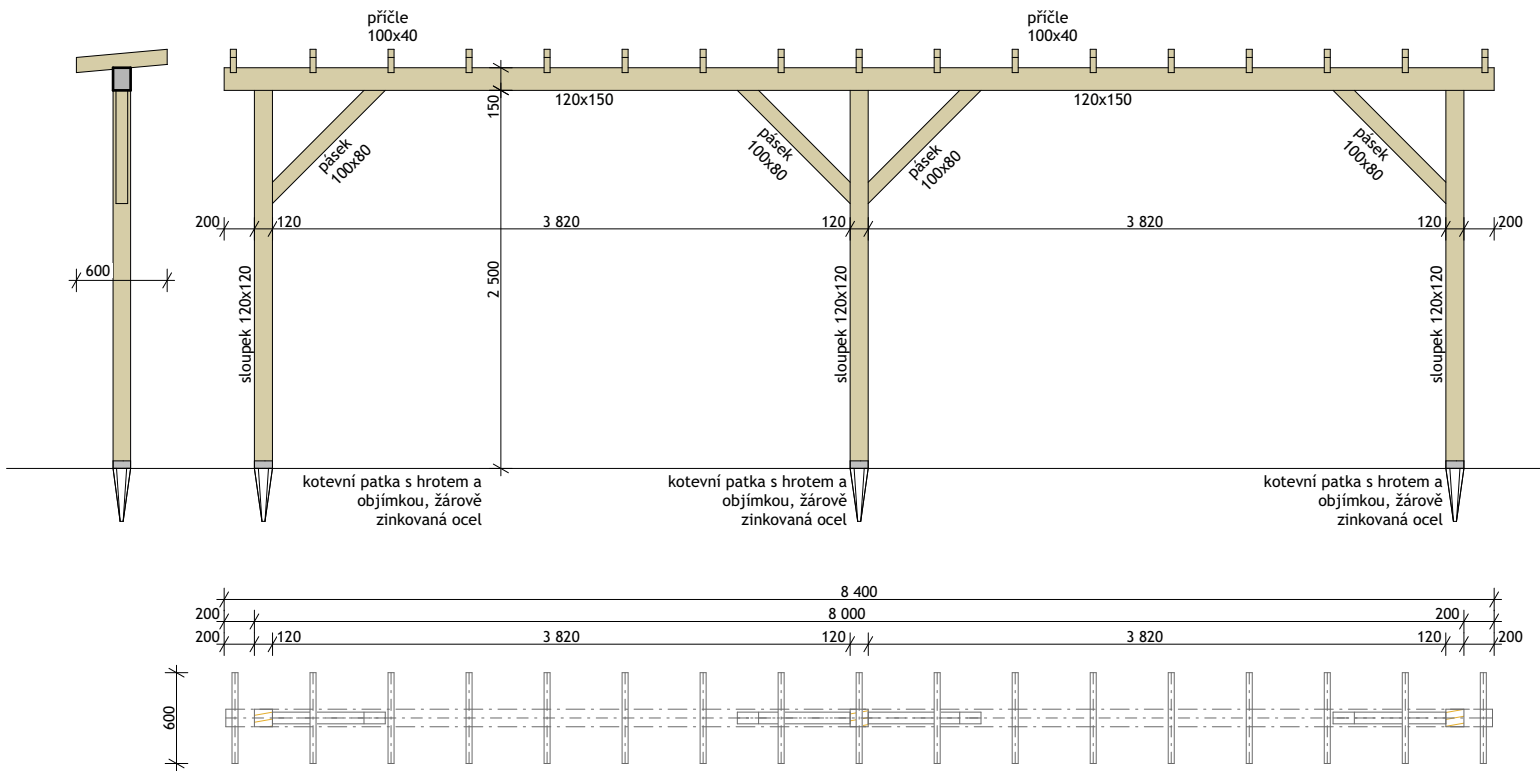 příčle
100x40
příčle
100x40
150
120x150
120x150
pásek
100x80
pásek
100x80
pásek
100x80
pásek
100x80
200
120
3 820
120
3 820
120
200
600
2 500
sloupek 120x120
sloupek 120x120
sloupek 120x120
kotevní patka s hrotem a
objímkou, žárově
zinkovaná ocel
kotevní patka s hrotem a
objímkou, žárově
zinkovaná ocel
kotevní patka s hrotem a
objímkou, žárově
zinkovaná ocel
8 400
200
8 000
200
200
120
3 820
120
3 820
120
200
600